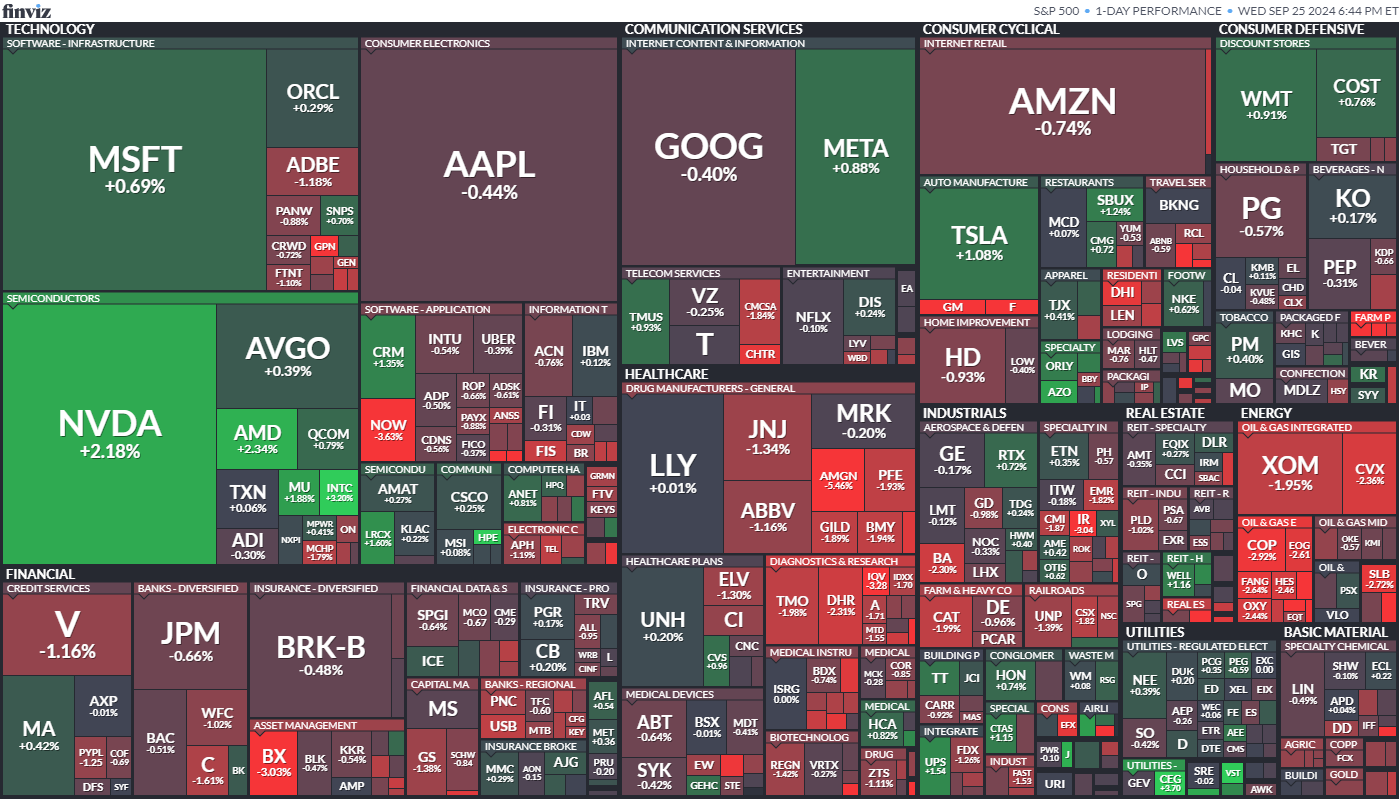 finviz
S&P 500 • 1-DAY PERFORMANCE • WED SEP 25 2024 6:44 PM ET
TECHNOLOGY
SOFTWARE - INFRASTRUCTURE
MSFT
+0.69%
ORCL
+0.29%
ADBE
-1.18%
PANW
-0.88%
SNPS
+0.70%
CRWD
-0.72%
GPN
FTNT
-1.10%
GEN
CONSUMER ELECTRONICS
AAPL
-0.44%
SEMICONDUCTORS
NVDA
+2.18%
AVGO
+0.39%
AMD
+2.34%
QCOM
+0.79%
TXN
+0.06%
MU
+1.88%
INTC
+3.20%
ADI
-0.30%
NXPI
MPWR
+0.41%
ON
MCHP
-1.79%
SOFTWARE - APPLICATION
CRM
+1.35%
INTU
-0.54%
UBER
-0.39%
NOW
-3.63%
ADP
-0.50%
ROP
-0.66%
ADSK
-0.61%
PAYX
-0.88%
ANSS
CDNS
-0.56%
FICO
-0.37%
INFORMATION T
ACN
-0.76%
IBM
+0.12%
FI
-0.31%
IT
+0.03
CDW
FIS
BR
SEMICONDU
AMAT
+0.27%
LRCX
+1.60%
KLAC
+0.22%
COMMUNI
CSCO
+0.25%
MSI
+0.08%
HPE
COMPUTER HA
ANET
+0.81%
HPQ
ELECTRONIC C
APH
-1.19%
TEL
GRMN
FTV
KEYS
COMMUNICATION SERVICES
INTERNET CONTENT & INFORMATION
GOOG
-0.40%
META
+0.88%
TELECOM SERVICES
TMUS
+0.93%
VZ
-0.25%
T
CMCSA
-1.84%
CHTR
ENTERTAINMENT
NFLX
-0.10%
DIS
+0.24%
LYV
WBD
EA
CONSUMER CYCLICAL
INTERNET RETAIL
AMZN
-0.74%
AUTO MANUFACTURE
TSLA
+1.08%
GM
F
RESTAURANTS
MCD
+0.07%
SBUX
+1.24%
CMG
+0.72
YUM
-0.53
TRAVEL SER
BKNG
ABNB
-0.59
RCL
HOME IMPROVEMENT
HD
-0.93%
LOW
-0.40%
APPAREL
TJX
+0.41%
RESIDENTI
DHI
LEN
FOOTW
NKE
+0.62%
SPECIALTY
ORLY
BBY
AZO
LODGING
MAR
-0.76
HLT
-0.47
LVS
GPC
PACKAGI
IP
CONSUMER DEFENSIVE
DISCOUNT STORES
WMT
+0.91%
COST
+0.76%
TGT
HOUSEHOLD & P
PG
-0.57%
CL
-0.04
KMB
+0.11%
EL
KVUE
-0.48%
CHD
CLX
BEVERAGES - N
KO
+0.17%
PEP
-0.31%
KDP
-0.66
TOBACCO
PM
+0.40%
MO
PACKAGED F
KHC
K
GIS
FARM P
BEVER
CONFECTION
MDLZ
HSY
KR
SYY
HEALTHCARE
DRUG MANUFACTURERS - GENERAL
LLY
+0.01%
JNJ
-1.34%
ABBV
-1.16%
MRK
-0.20%
AMGN
-5.46%
PFE
-1.93%
GILD
-1.89%
BMY
-1.94%
HEALTHCARE PLANS
UNH
+0.20%
ELV
-1.30%
CI
CVS
+0.96
CNC
DIAGNOSTICS & RESEARCH
TMO
-1.98%
DHR
-2.31%
IQV
-3.28
IDXX
-1.70
A
-1.71
MTD
-1.55
MEDICAL INSTRU
ISRG
0.00%
BDX
-0.74%
MEDICAL
MCK
-0.28
COR
-0.85
MEDICAL DEVICES
ABT
-0.64%
BSX
-0.01%
MDT
-0.41%
SYK
-0.42%
EW
GEHC
STE
MEDICAL
HCA
+0.82%
BIOTECHNOLOG
REGN
-1.42%
VRTX
-0.27%
DRUG
ZTS
-1.11%
FINANCIAL
CREDIT SERVICES
V
-1.16%
MA
+0.42%
AXP
-0.01%
PYPL
-1.25
COF
-0.69
DFS
SYF
BANKS - DIVERSIFIED
JPM
-0.66%
BAC
-0.51%
WFC
-1.02%
C
-1.61%
BK
INSURANCE - DIVERSIFIED
BRK-B
-0.48%
ASSET MANAGEMENT
BX
-3.03%
BLK
-0.47%
KKR
-0.54%
AMP
FINANCIAL DATA & S
SPGI
-0.64%
MCO
-0.67
CME
-0.29
ICE
INSURANCE - PRO
PGR
+0.17%
TRV
ALL
-0.95
CB
+0.20%
WRB
L
CINF
CAPITAL MA
MS
GS
-1.38%
SCHW
-0.84
BANKS - REGIONAL
PNC
TFC
-0.60
USB
MTB
CFG
KEY
AFL
+0.54
MET
+0.36
PRU
-0.20
INSURANCE BROKE
MMC
+0.29%
AON
-0.15
AJG
INDUSTRIALS
AEROSPACE & DEFEN
GE
-0.17%
RTX
+0.72%
LMT
-0.12%
GD
-0.98%
TDG
+0.24%
BA
-2.30%
NOC
-0.33%
HWM
+0.40
LHX
SPECIALTY IN
ETN
+0.35%
PH
-0.57
ITW
-0.18%
EMR
-1.82%
CMI
-1.87
IR
-3.04
XYL
AME
+0.42
ROK
OTIS
+0.62
FARM & HEAVY CO
CAT
-1.99%
DE
-0.96%
PCAR
RAILROADS
UNP
-1.39%
CSX
-1.82
NSC
BUILDING P
TT
JCI
CARR
-0.92%
MAS
CONGLOMER
HON
+0.74%
WASTE M
WM
+0.08
RSG
SPECIAL
CTAS
+1.15
CONS
EFX
AIRLI
INTEGRATE
UPS
+1.54
FDX
-1.26%
INDUST
FAST
-1.53
PWR
-0.10
J
URI
REAL ESTATE
REIT - SPECIALTY
AMT
-0.35%
EQIX
+0.27%
DLR
CCI
IRM
SBAC
REIT - INDU
PLD
-1.02%
PSA
-0.67
EXR
REIT - R
AVB
ESS
REIT -
O
SPG
REIT - H
WELL
+1.16
REAL ES
ENERGY
OIL & GAS INTEGRATED
XOM
-1.95%
CVX
-2.36%
OIL & GAS E
COP
-2.92%
EOG
-2.61
FANG
-2.64%
HES
-2.46
OXY
-2.44%
EQT
OIL & GAS MID
OKE
-0.57
KMI
OIL &
PSX
VLO
SLB
-2.72%
UTILITIES
UTILITIES - REGULATED ELECT
NEE
+0.39%
DUK
+0.20
PCG
+0.35
PEG
+0.59
EXC
0.00
ED
XEL
EIX
SO
-0.42%
AEP
-0.26
WEC
+0.06
FE
ES
D
ETR
AEE
DTE
CMS
UTILITIES -
GEV
CEG
+3.70
SRE
-0.02
VST
AWK
BASIC MATERIAL
SPECIALTY CHEMICAL
LIN
-0.49%
SHW
-0.10%
ECL
+0.22
APD
+0.04%
DD
IFF
AGRIC
COPP
FCX
BUILDI
GOLD